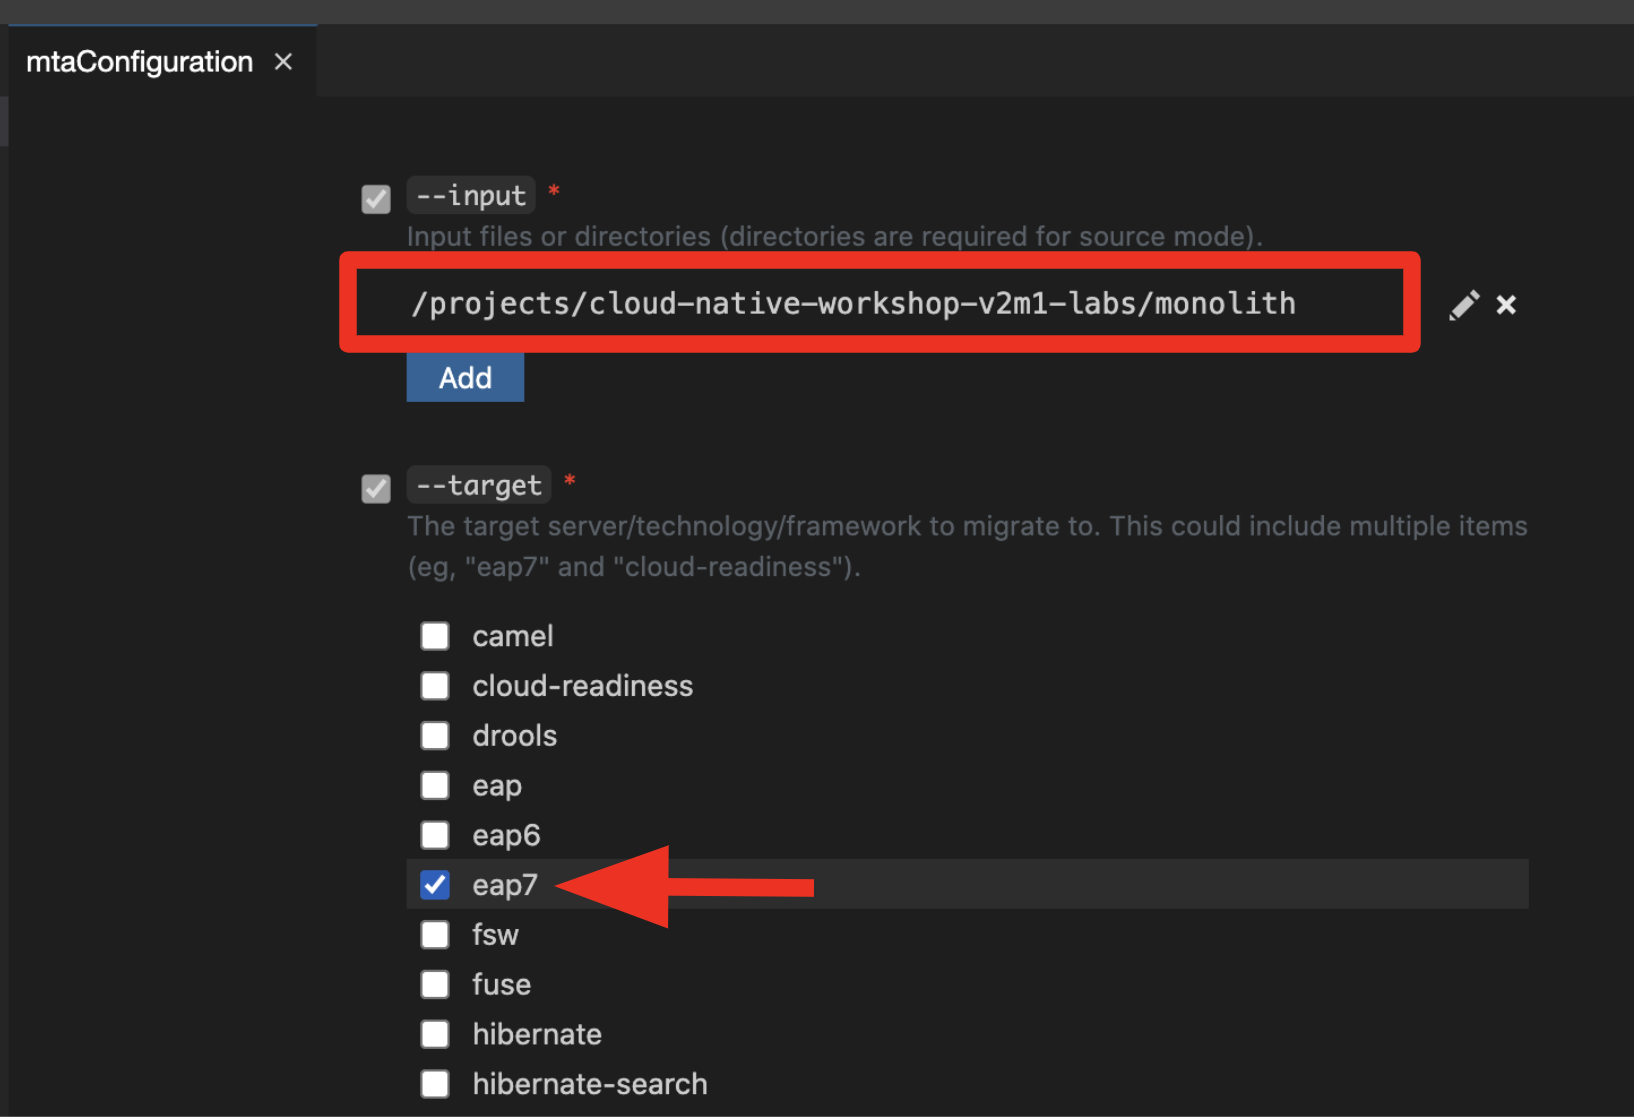 mtaConfiguration
--input *
Input files or directories (directories are required for source mode).
/projects/cloud-native-workshop-v2m1-labs/monolith
Add
--target *
The target server/technology/framework to migrate to. This could include multiple items
(eg, "eap7" and "cloud-readiness").
camel
cloud-readiness
drools
eap
eap6
eap7
fsw
fuse
hibernate
hibernate-search